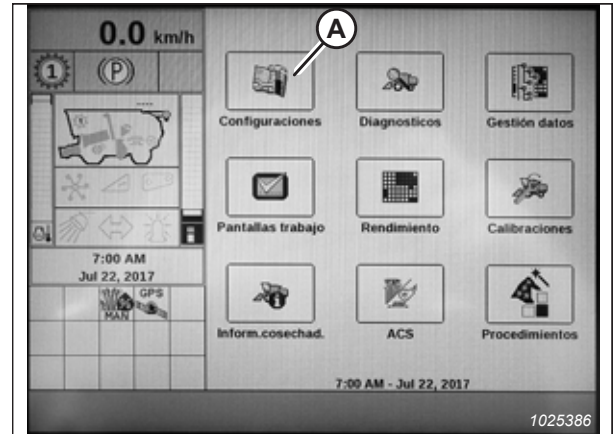 0.0 km/h
A
1
(P)
Configuraciones
Diagnosticos
Gestión datos
Pantallas trabajo
Rendimiento
Calibraciones
7:00 AM
Jul 22, 2017
GPS
MAN
Inform.cosechad.
ACS
Procedimientos
7:00 AM - Jul 22, 2017
1025386